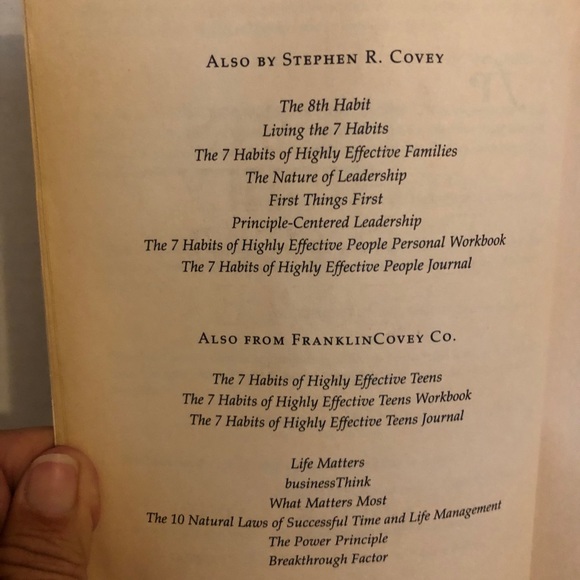 ALSO BY STEPHEN R. COVEY
The 8th Habit
Living the 7 Habits
The 7 Habits of Highly Effective Families
The Nature of Leadership
First Things First
Principle-Centered Leadership
The 7 Habits of Highly Effective People Personal Workbook
The 7 Habits of Highly Effective People Journal
ALSO FROM FRANKLINCOVEY CO.
The 7 Habits of Highly Effective Teens
The 7 Habits of Highly Effective Teens Workbook
The 7 Habits of Highly Effective Teens Journal
Life Matters
businessThink
What Matters Most
The 10 Natural Laws of Successful Time and Life Management
The Power Principle
Breakthrough Factor